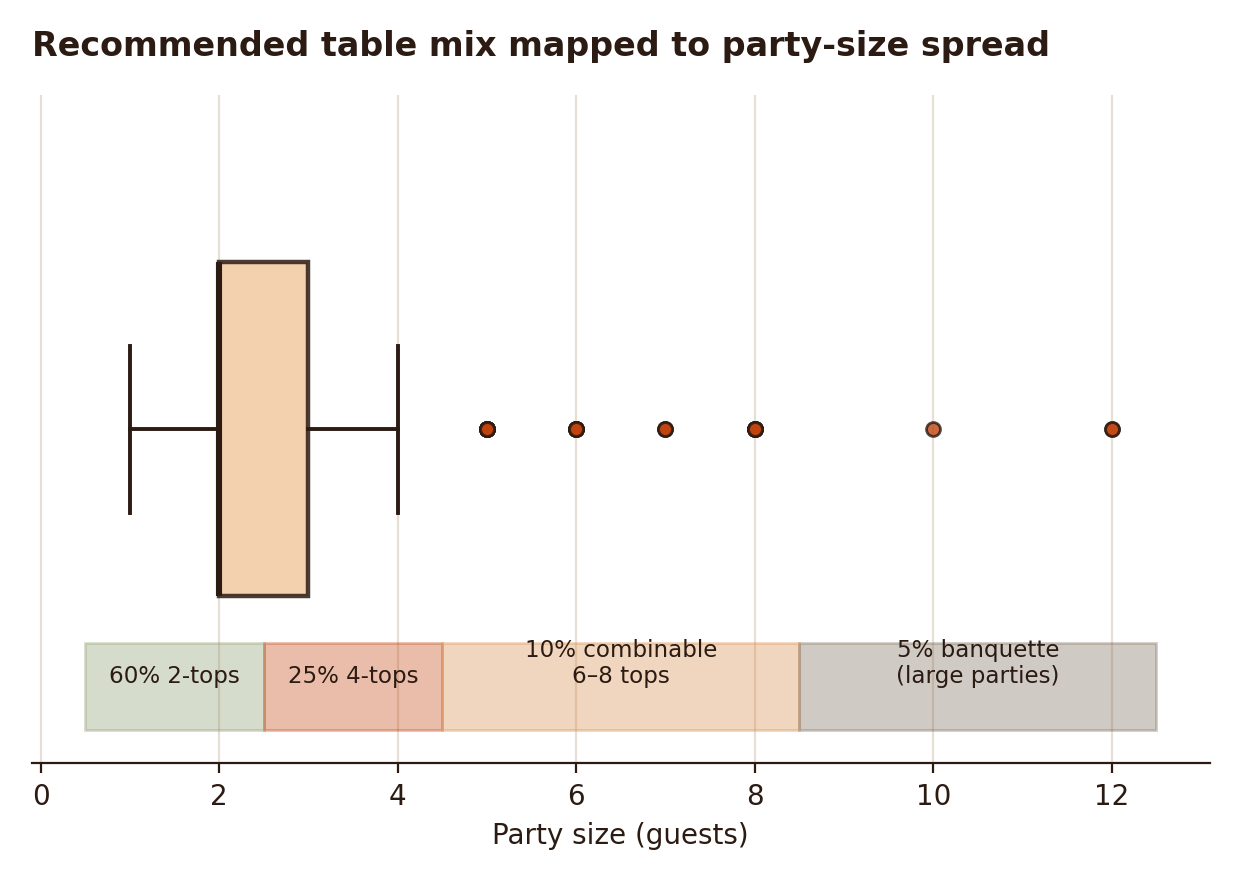 Recommended table mix mapped to party-size spread
60% 2-tops
25% 4-tops
10% combinable
6–8 tops
5% banquette
(large parties)
0 2 4 6 8 10 12
Party size (guests)